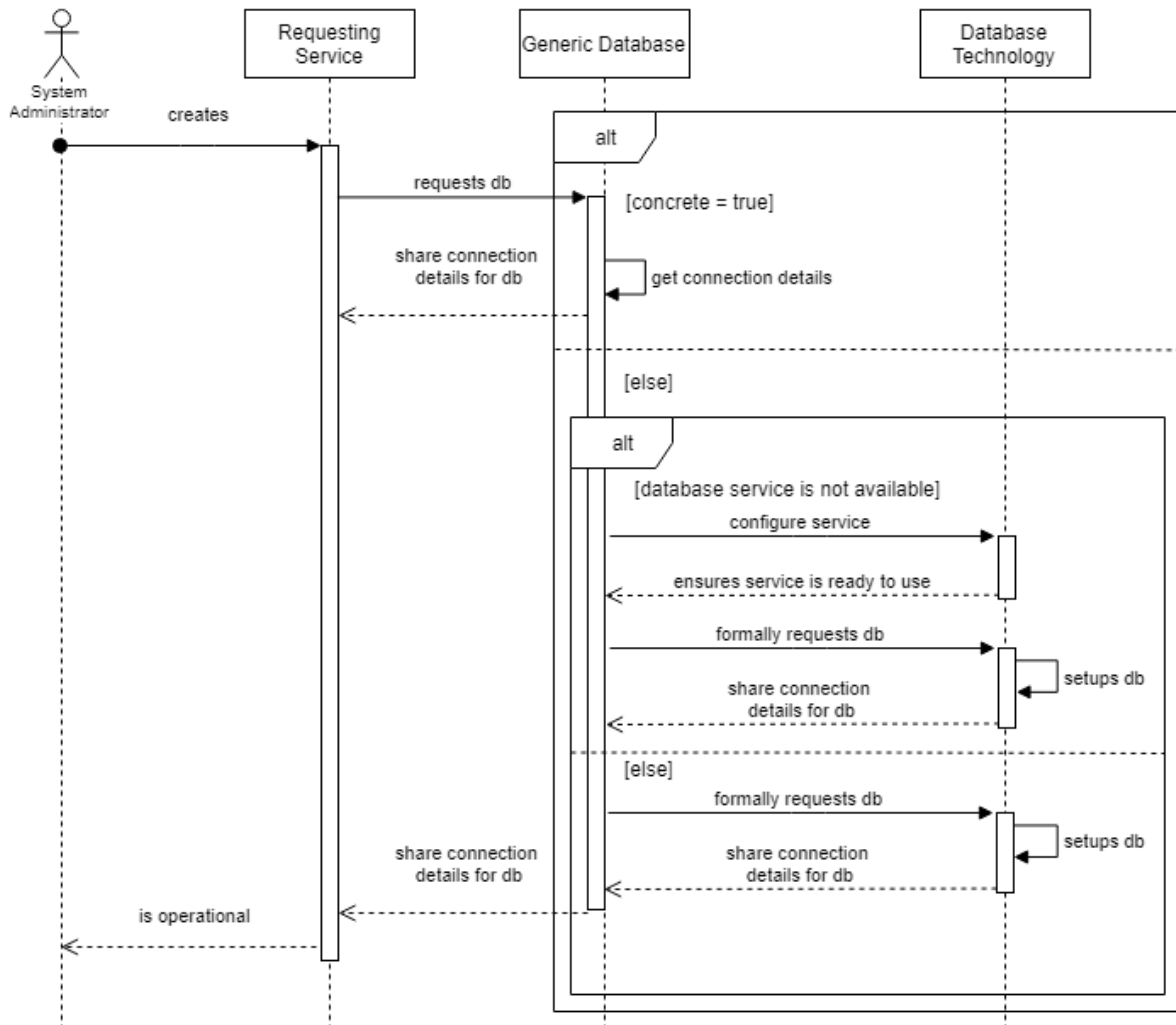 System
Administrator
Requesting
Service
Generic Database
Database
Technology
creates
alt
requests db
[concrete = true]
share connection
details for db
get connection details
[else]
alt
[database service is not available]
configure service
ensures service is ready to use
formally requests db
setups db
share connection
details for db
[else]
formally requests db
setups db
share connection
details for db
share connection
details for db
is operational